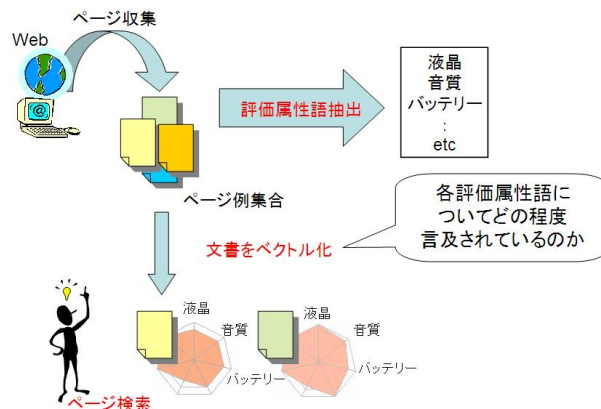 ページ収集
Web
評価属性語抽出
液晶
音質
バッテリー
:
etc
ページ例集合
各評価属性語に
ついてどの程度
言及されているのか
文書をベクトル化
液晶
音質
バッテリー
液晶
音質
バッテリー
ページ検索